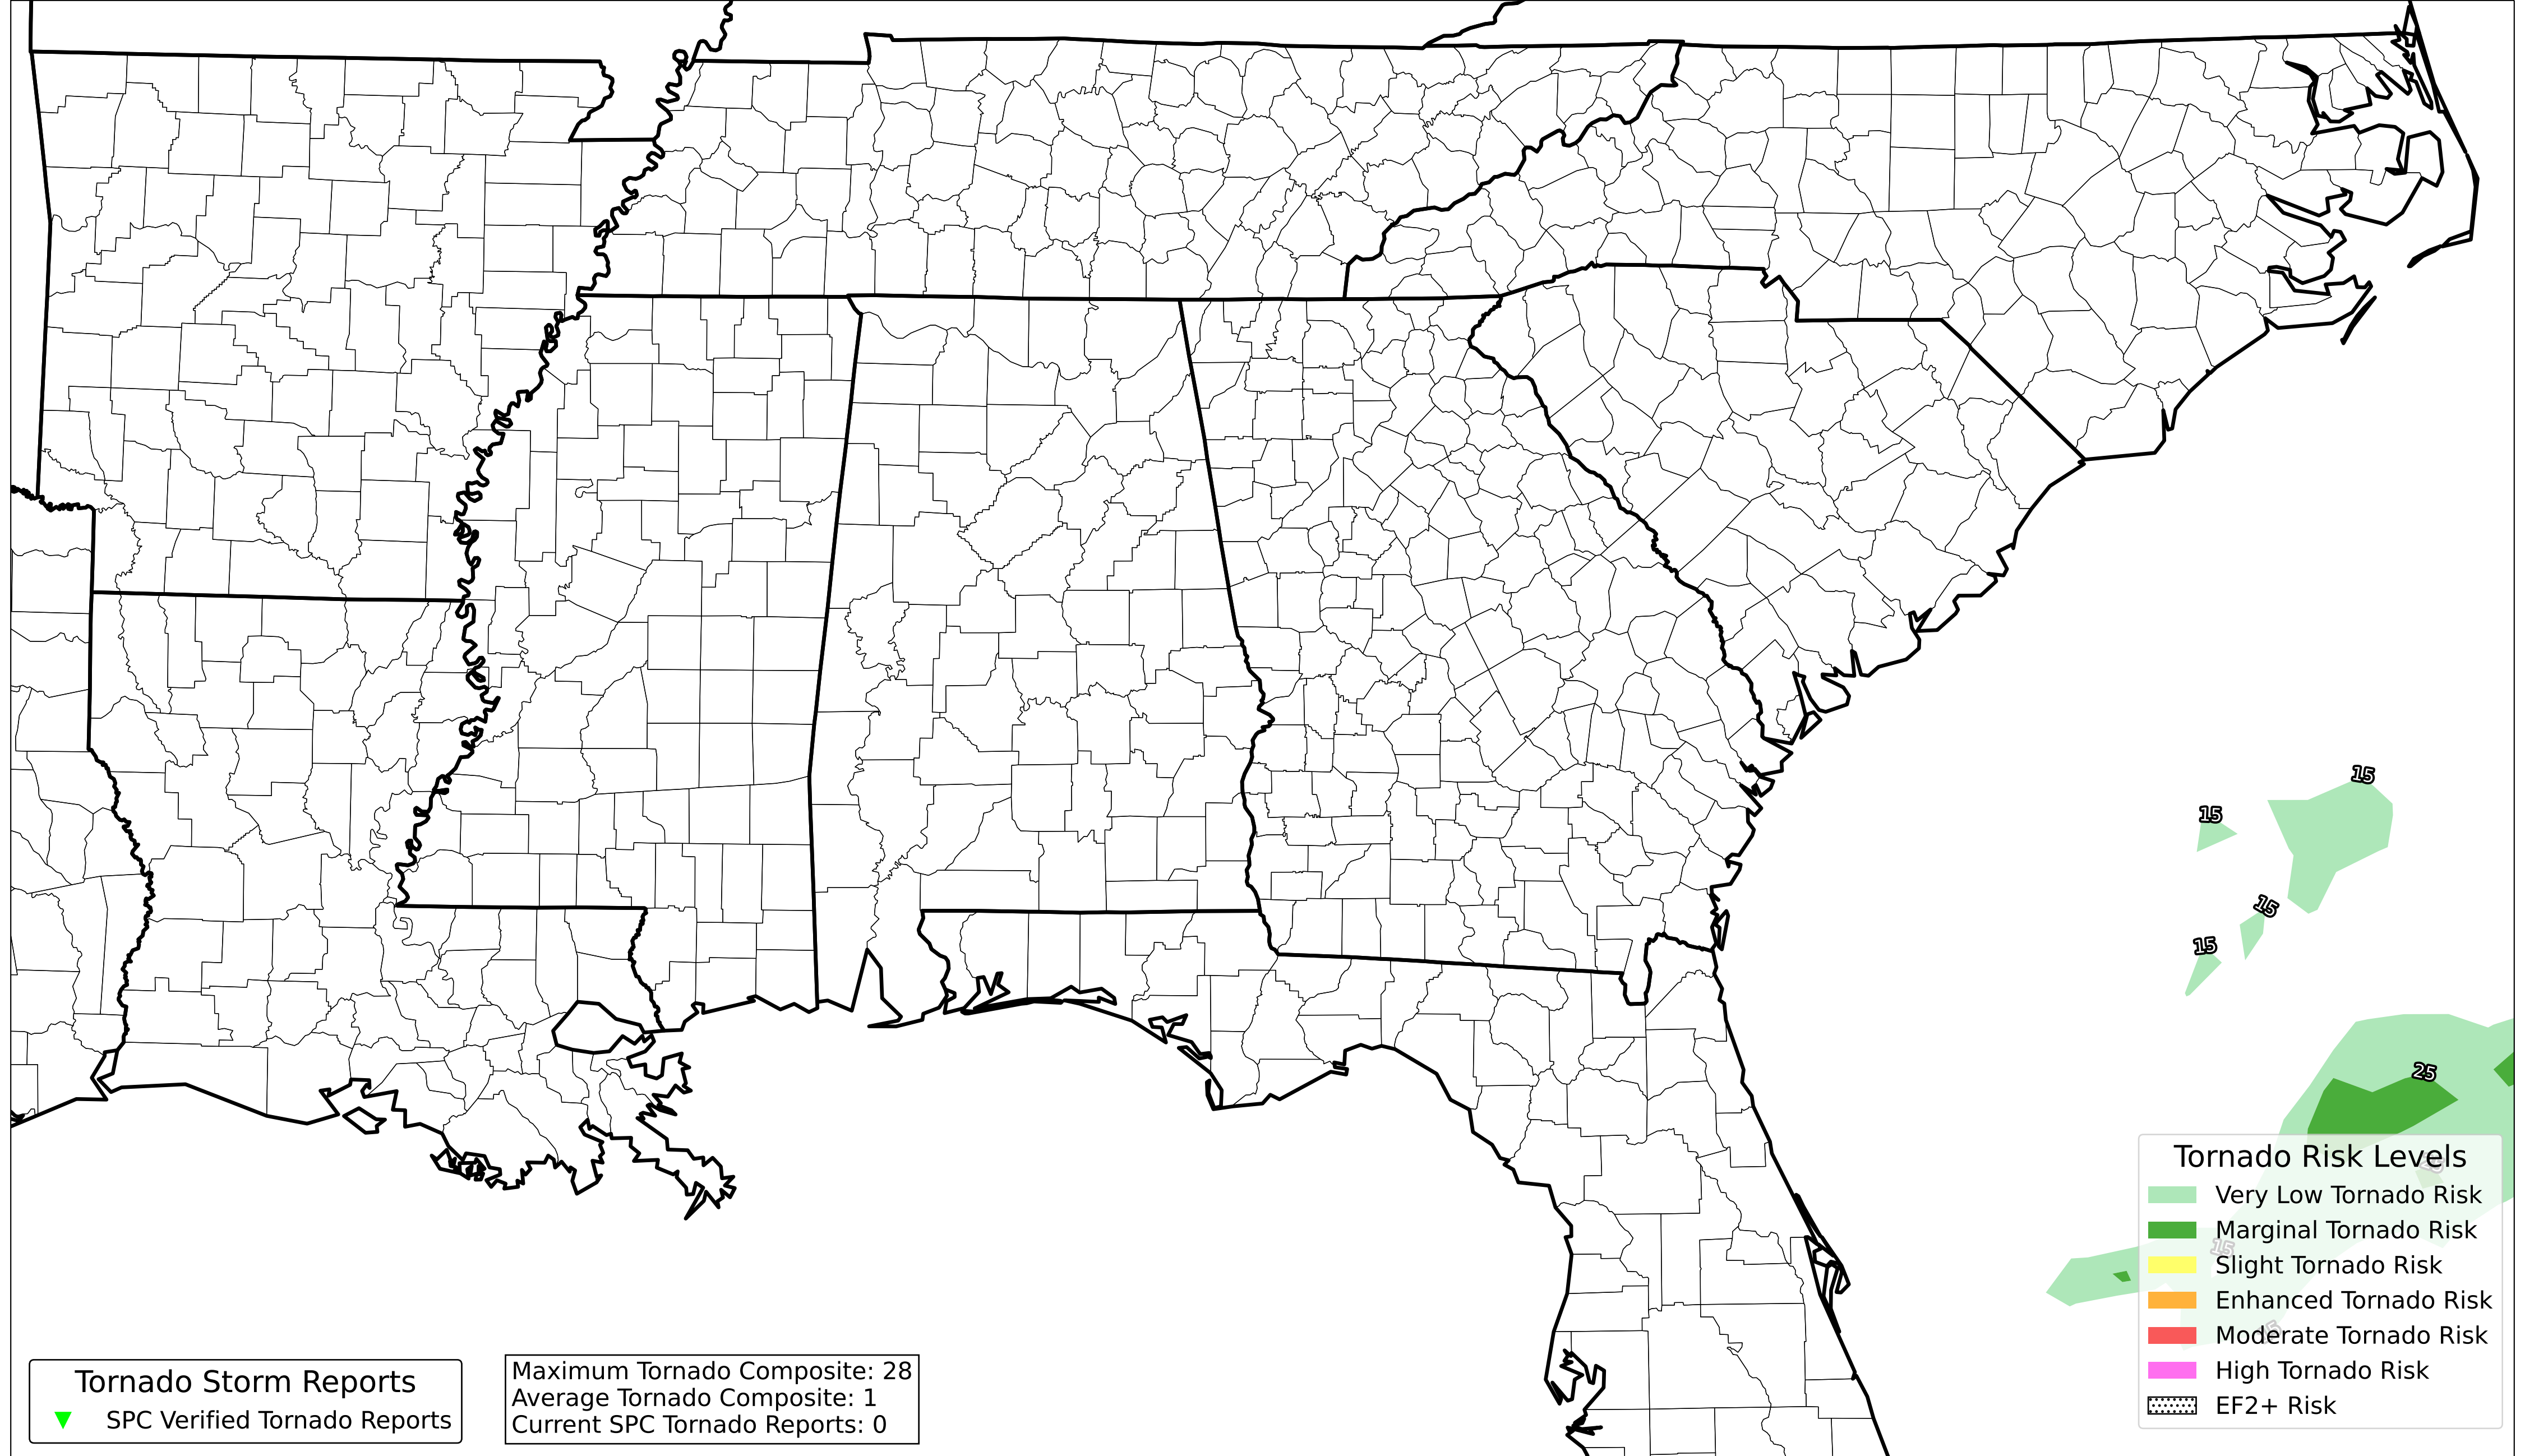 15
15
15
15
25
Tornado Risk Levels
Very Low Tornado Risk
Marginal Tornado Risk
15
Slight Tornado Risk
Enhanced Tornado Risk
Moderate Tornado Risk
High Tornado Risk
EF2+ Risk
Tornado Storm Reports
SPC Verified Tornado Reports
Maximum Tornado Composite: 28
Average Tornado Composite: 1
Current SPC Tornado Reports: 0